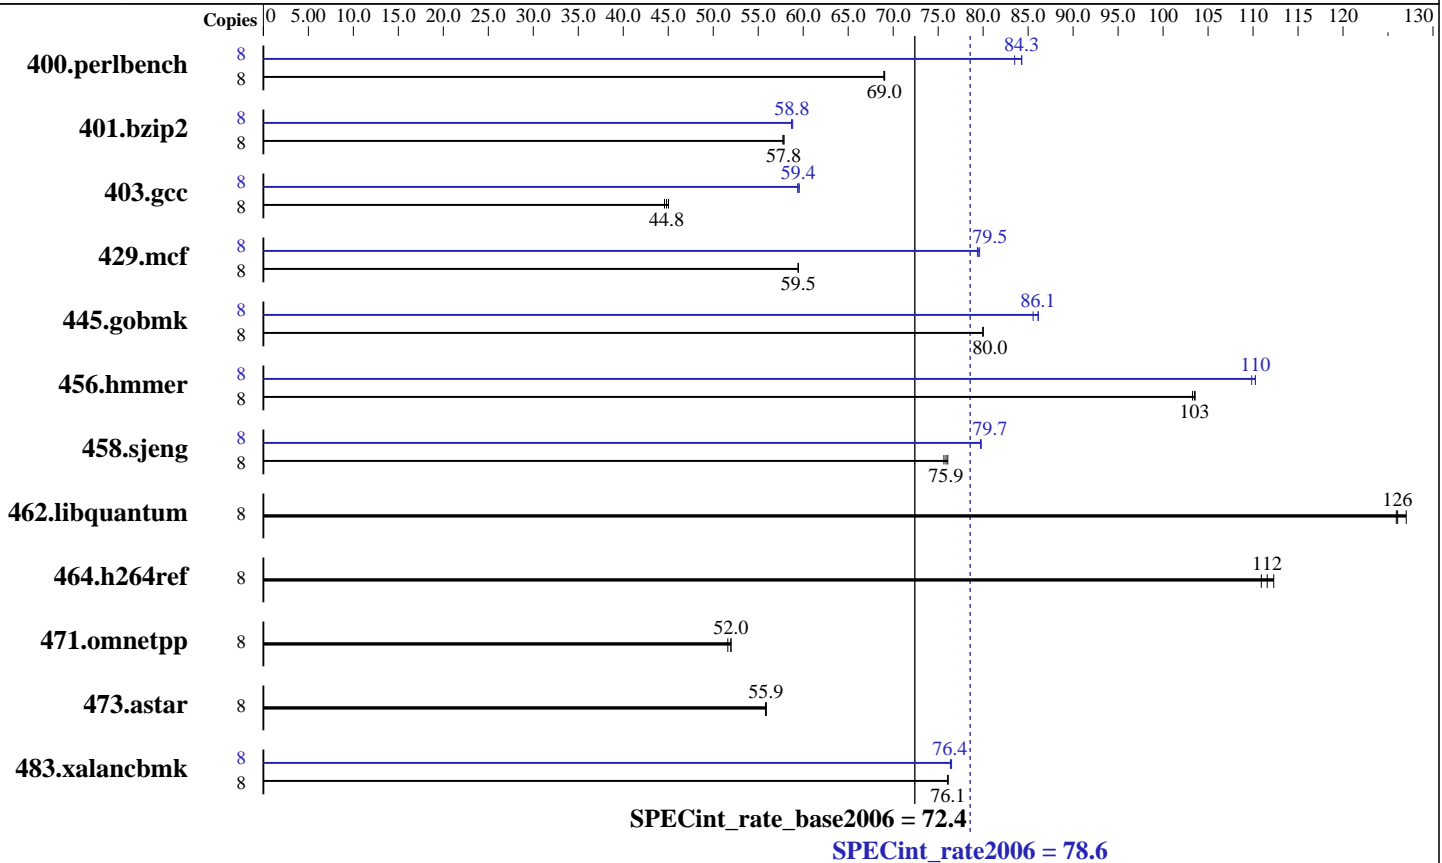 Copies 0 5.00 10.0 15.0 20.0 25.0 30.0 35.0 40.0 45.0 50.0 55.0 60.0 65.0 70.0 75.0 80.0 85.0 90.0 95.0 100 105 110 115 120 130
400.perlbench 8 84.3
8 69.0
401.bzip2 8 58.8
8 57.8
403.gcc 8 59.4
8 44.8
429.mcf 8 79.5
8 59.5
445.gobmk 8 86.1
8 80.0
456.hmmer 8 110
8 103
458.sjeng 8 79.7
8 75.9
462.libquantum 8 126
464.h264ref 8 112
471.omnetpp 8 52.0
473.astar 8 55.9
483.xalancbmk 8 76.4
8 76.1
SPECint_rate_base2006 = 72.4
SPECint_rate2006 = 78.6